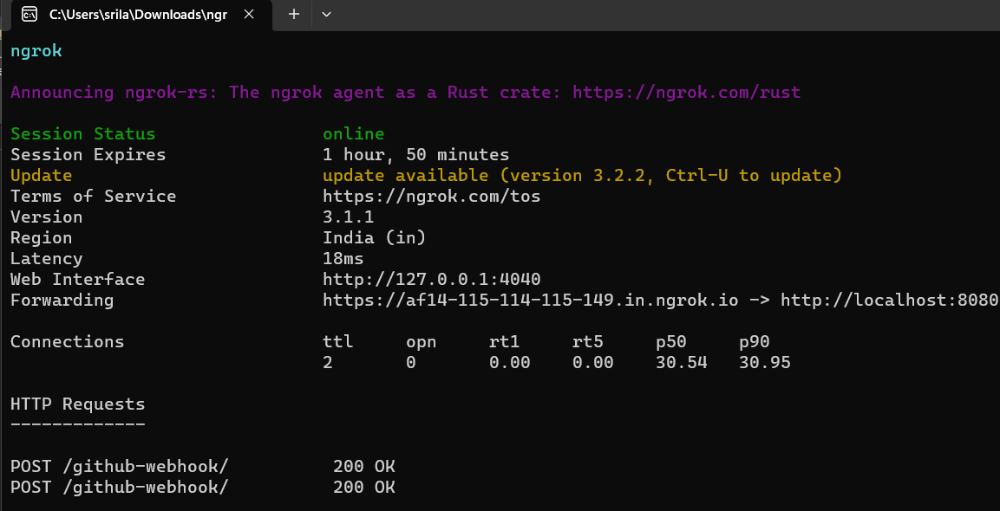 C:\Users\srila\Downloads\ngr
ngrok
Announcing ngrok-rs: The ngrok agent as a Rust crate: https://ngrok.com/rust
Session Status online
Session Expires 1 hour, 50 minutes
Update update available (version 3.2.2, Ctrl-U to update)
Terms of Service https://ngrok.com/tos
Version 3.1.1
Region India (in)
Latency 18ms
Web Interface http://127.0.0.1:4040
Forwarding https://af14-115-114-115-149.in.ngrok.io -> http://localhost:8080
Connections ttl opn rt1 rt5 p50 p90
2 0 0.00 0.00 30.54 30.95
HTTP Requests
-------------
POST /github-webhook/ 200 OK
POST /github-webhook/ 200 OK